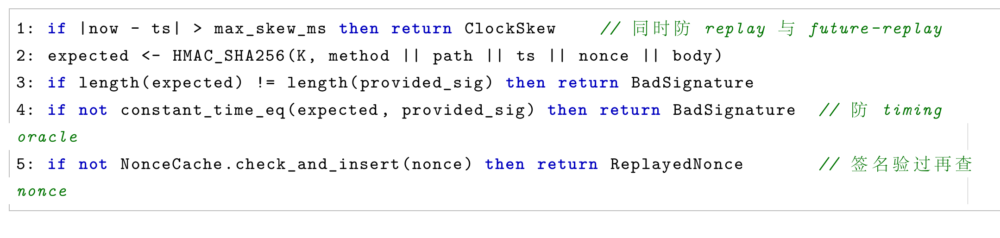 1: if |now - ts| > max_skew_ms then return ClockSkew    // 同时防 replay 与 future-replay
2: expected <- HMAC_SHA256(K, method || path || ts || nonce || body)
3: if length(expected) != length(provided_sig) then return BadSignature
4: if not constant_time_eq(expected, provided_sig) then return BadSignature  // 防 timing
oracle
5: if not NonceCache.check_and_insert(nonce) then return ReplayedNonce       // 签名验过再查
nonce